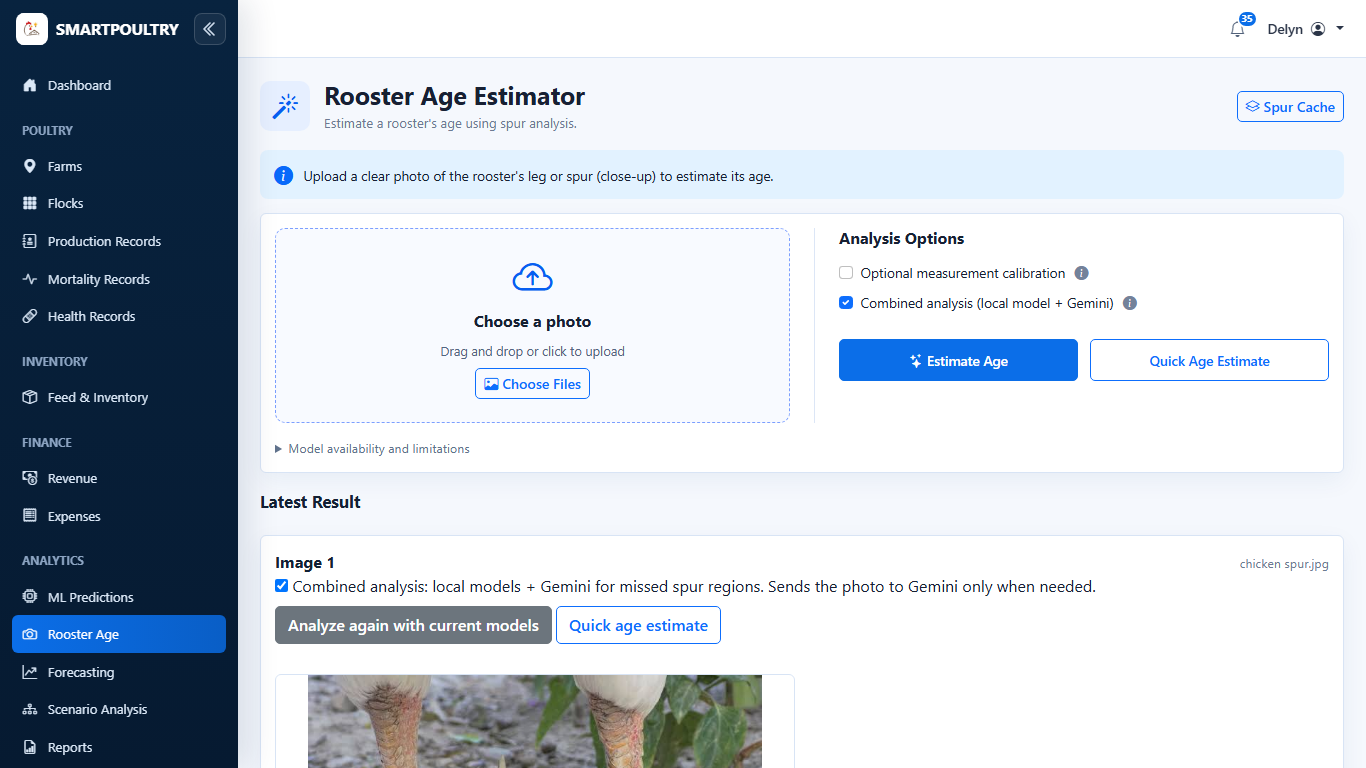 SMARTPOULTRY
35
Delyn
Dashboard
POULTRY
Farms
Flocks
Production Records
Mortality Records
Health Records
INVENTORY
Feed & Inventory
FINANCE
Revenue
Expenses
ANALYTICS
ML Predictions
Rooster Age
Forecasting
Scenario Analysis
Reports
Rooster Age Estimator
Estimate a rooster's age using spur analysis.
Spur Cache
Upload a clear photo of the rooster's leg or spur (close-up) to estimate its age.
Choose a photo
Drag and drop or click to upload
Choose Files
Model availability and limitations
Analysis Options
Optional measurement calibration
Combined analysis (local model + Gemini)
Estimate Age
Quick Age Estimate
Latest Result
Image 1
chicken spur.jpg
Combined analysis: local models + Gemini for missed spur regions. Sends the photo to Gemini only when needed.
Analyze again with current models
Quick age estimate